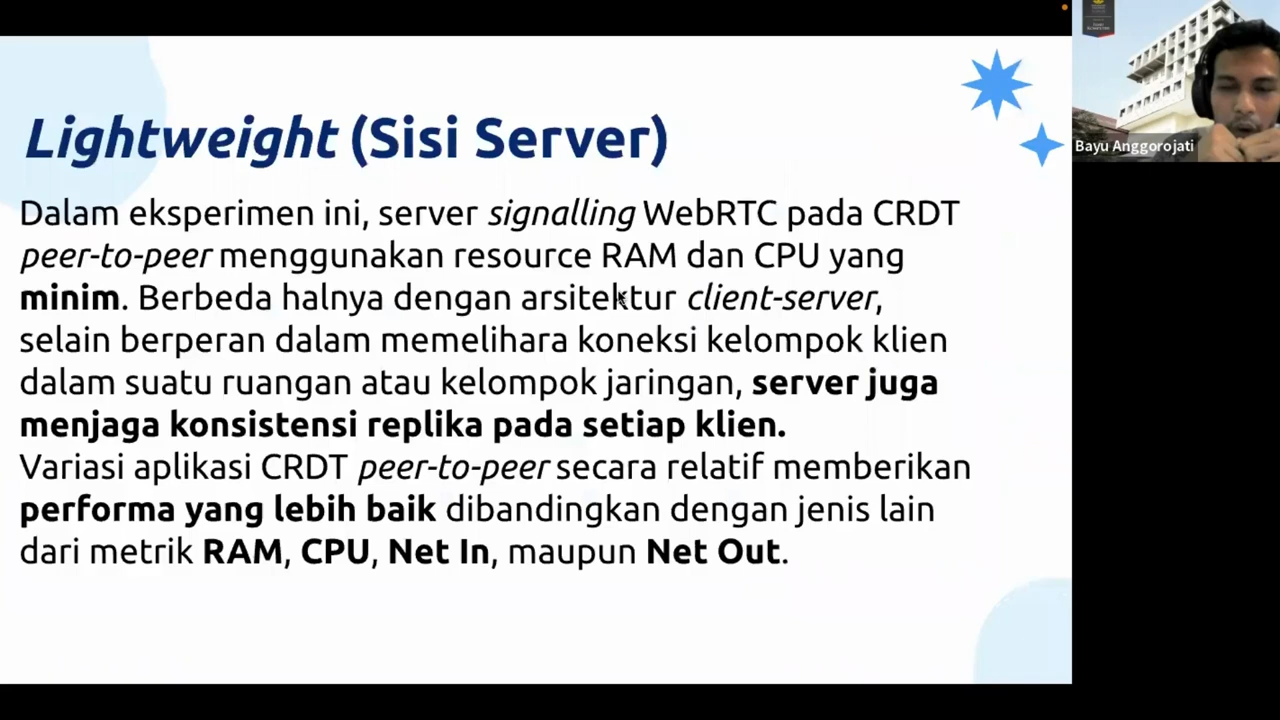 Lightweight (Sisi Server)
Dalam eksperimen ini, server signalling WebRTC pada CRDT
peer-to-peer menggunakan resource RAM dan CPU yang
minim. Berbeda halnya dengan arsitektur client-server,
selain berperan dalam memelihara koneksi kelompok klien
dalam suatu ruangan atau kelompok jaringan, server juga
menjaga konsistensi replika pada setiap klien.
Variasi aplikasi CRDT peer-to-peer secara relatif memberikan
performa yang lebih baik dibandingkan dengan jenis lain
dari metrik RAM, CPU, Net In, maupun Net Out.
Bayu Anggorojati